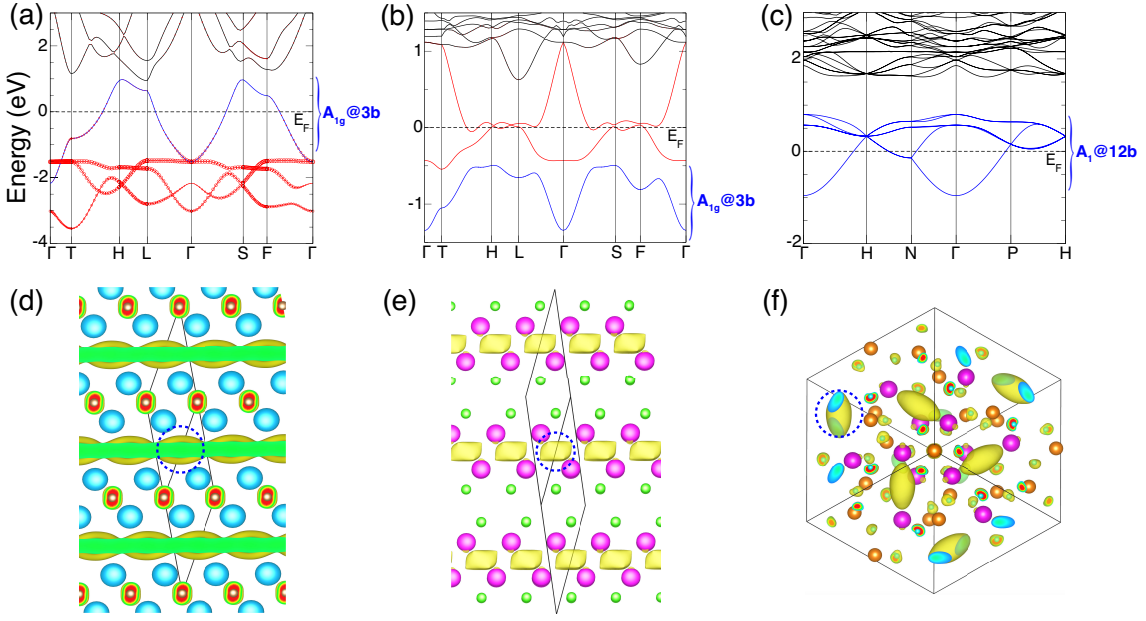 (a)
(b)
(c)
Energy (eV)
2
0
-2
-4
E_F
A_1g@3b
Γ T H L Γ S F Γ
1
0
-1
E_F
A_1g@3b
Γ T H L Γ S F Γ
2
0
-2
E_F
A_1@12b
Γ H N Γ P H
(d)
(e)
(f)